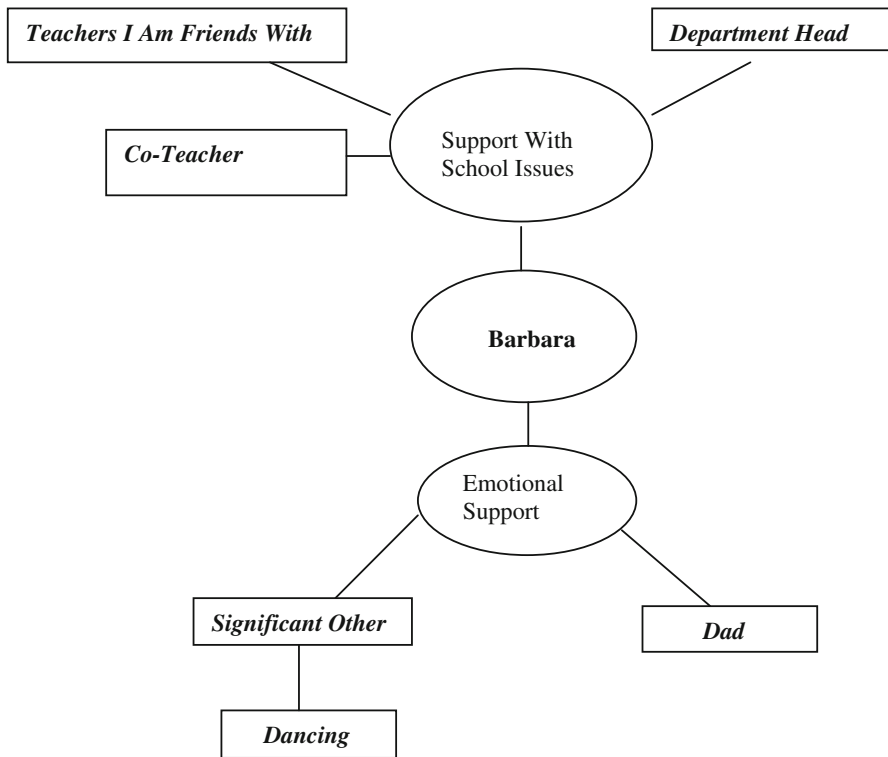 Teachers I Am Friends With
Department Head
Co-Teacher
Support With
School Issues
Barbara
Emotional
Support
Significant Other
Dad
Dancing